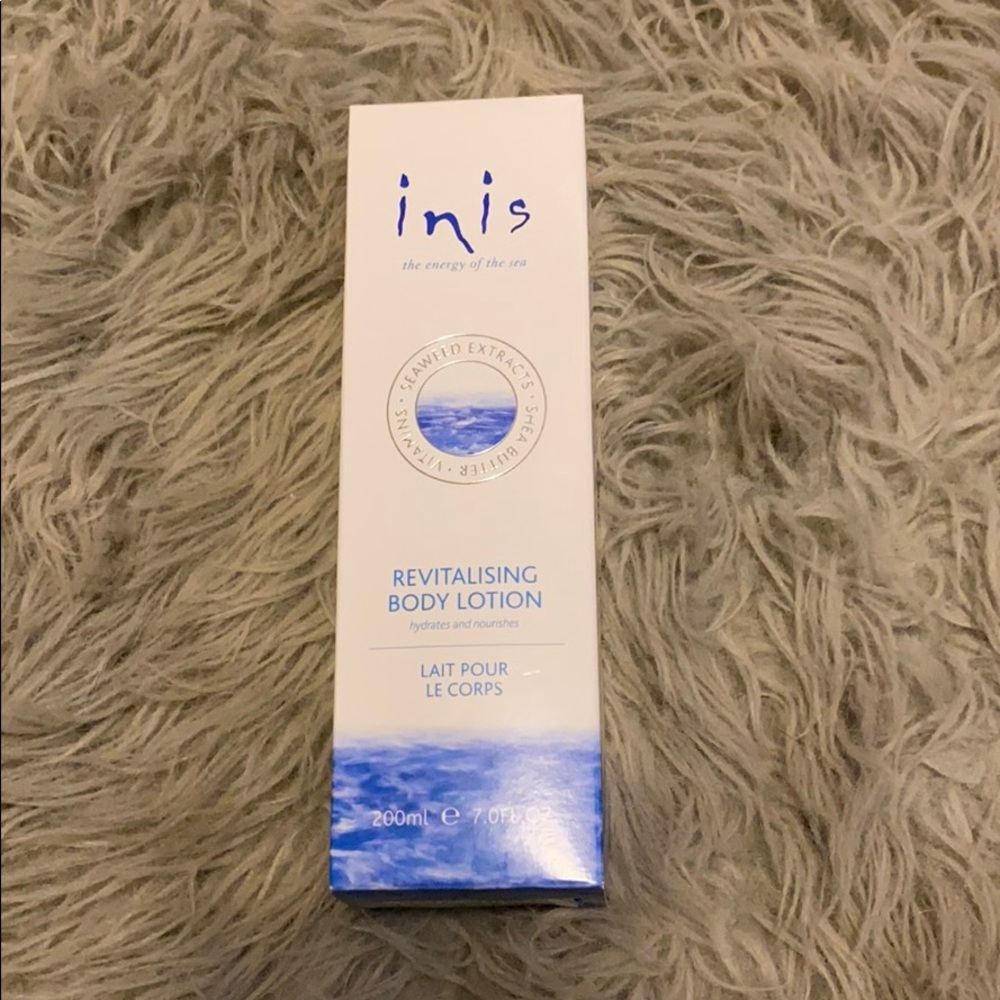 inis
the energy of the sea
SEAWEED EXTRACTS · SHEA BUTTER · VITAMINS ·
REVITALISING
BODY LOTION
hydrates and nourishes
LAIT POUR
LE CORPS
200ml ℮ 7.0FL OZ